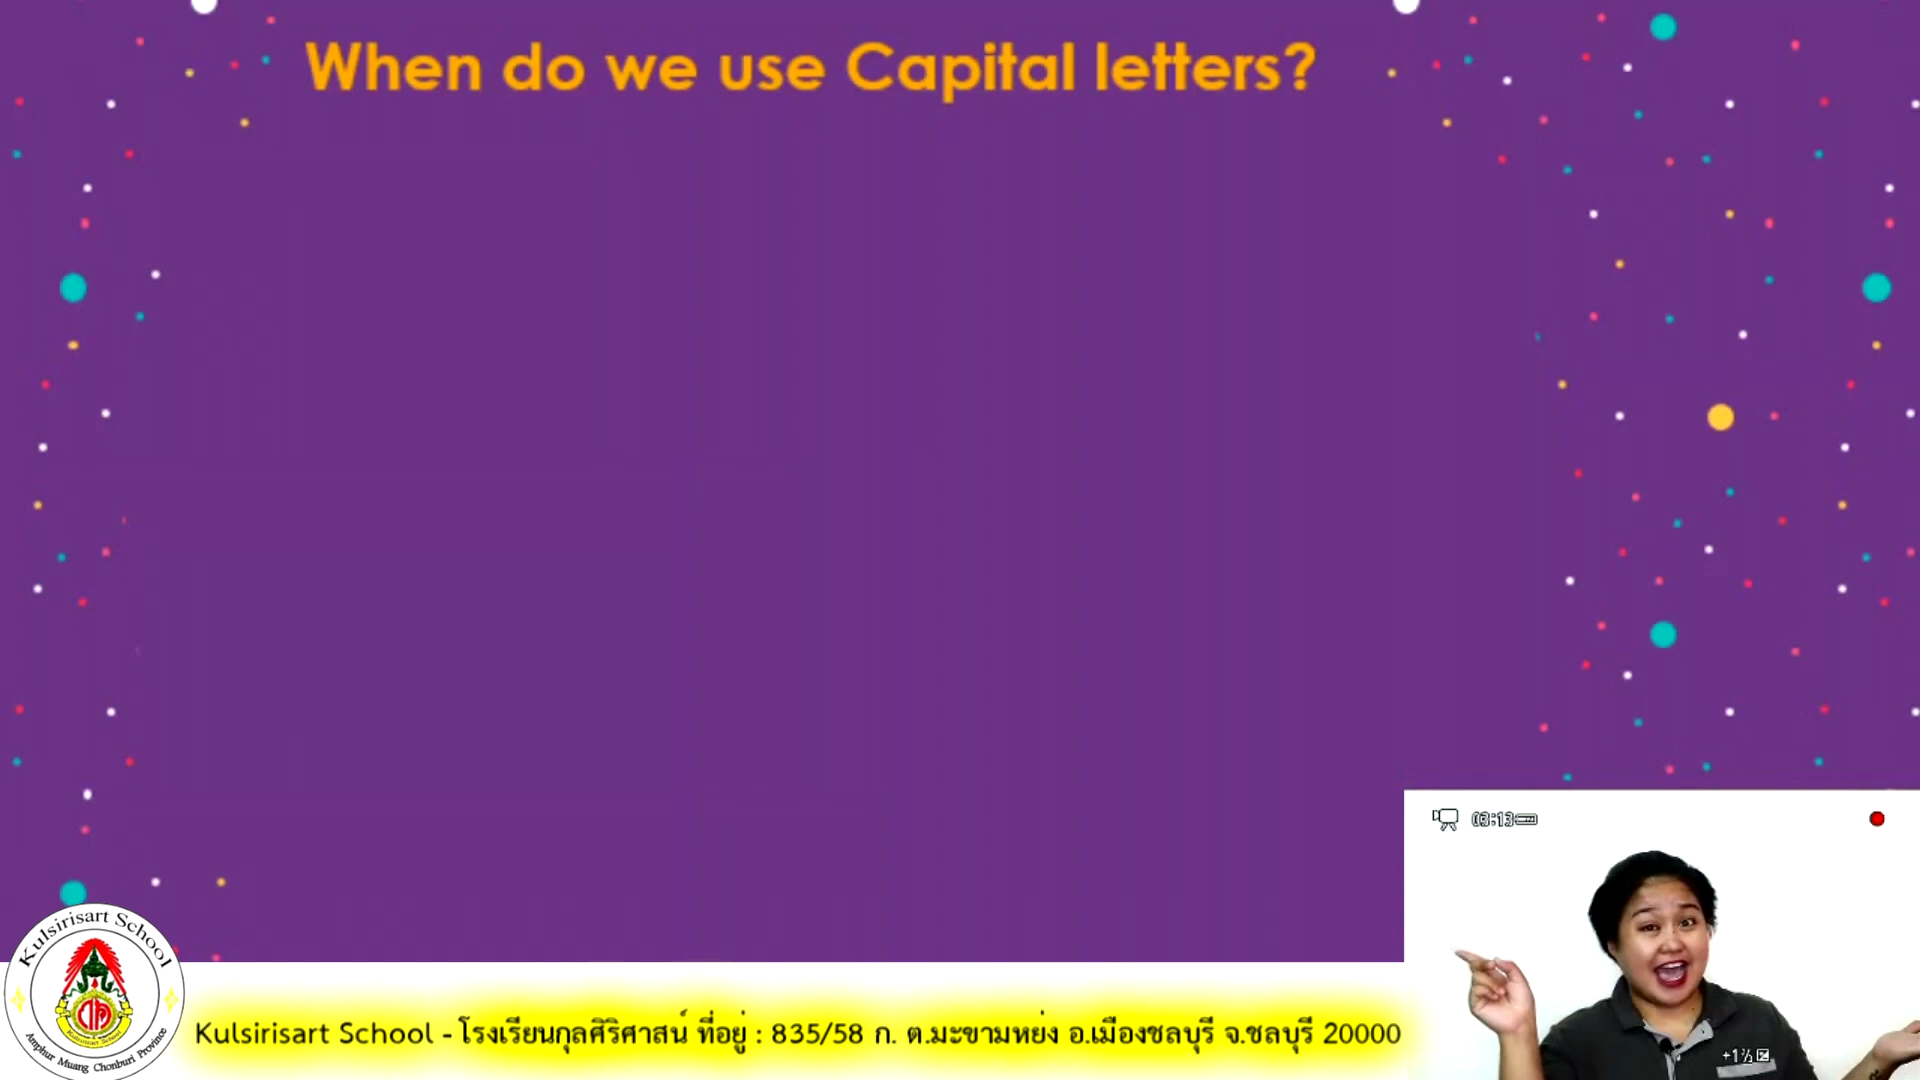 When do we use Capital letters?
03:13
Kulsirisart School
Amphur Muang Chonburi Province
Kulsirisart School - โรงเรียนกุลศิริศาสน์ ที่อยู่ : 835/58 ก. ต.มะขามหย่ง อ.เมืองชลบุรี จ.ชลบุรี 20000